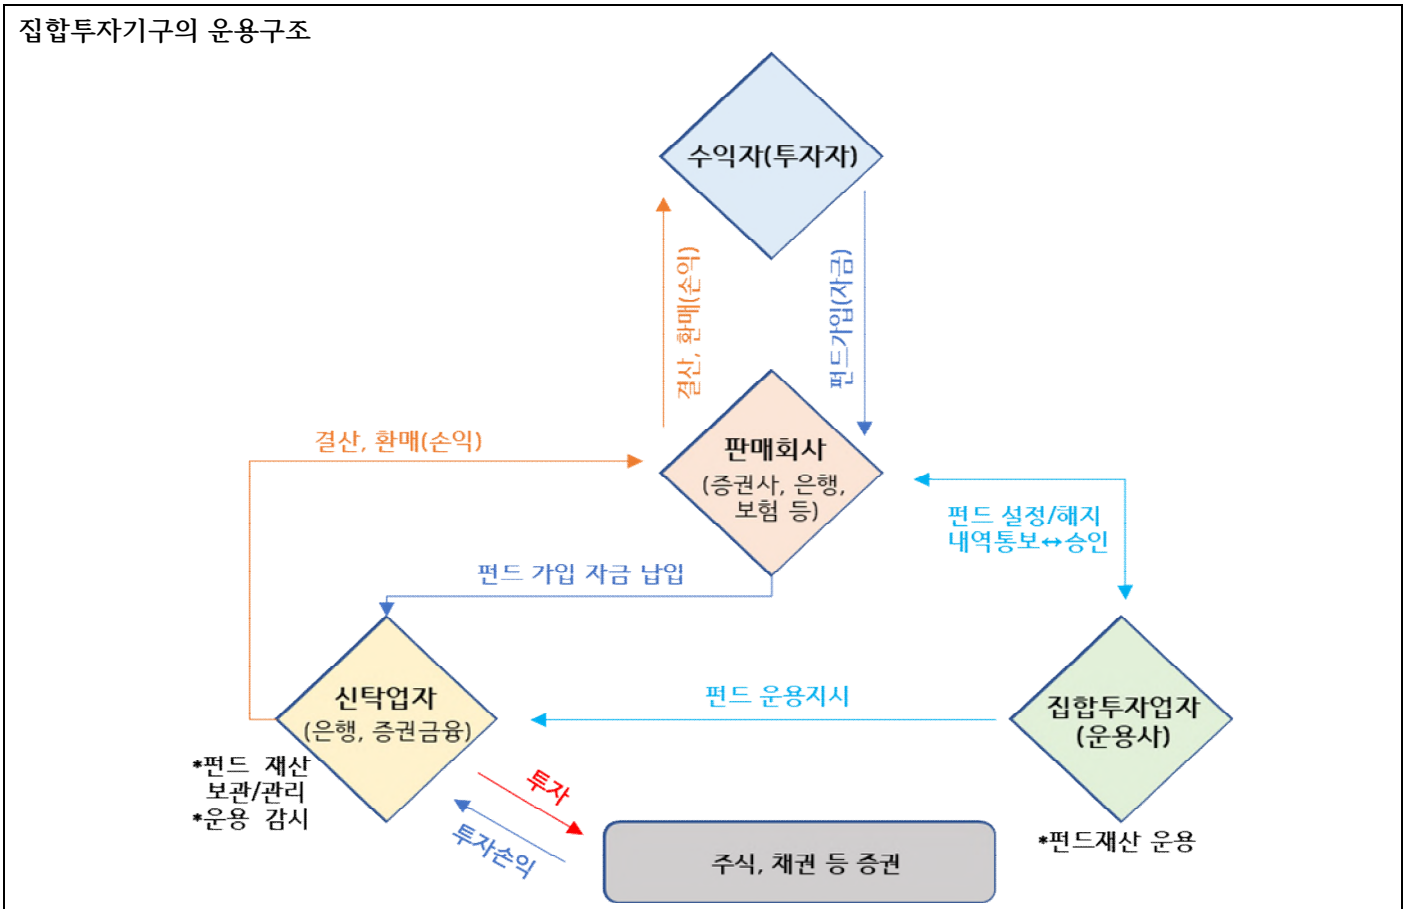 집합투자기구의 운용구조
수익자(투자자)
결산, 환매(손익)
펀드가입(자금)
판매회사
(증권사, 은행,
보험 등)
결산, 환매(손익)
펀드 설정/해지
내역통보↔승인
펀드 가입 자금 납입
신탁업자
(은행, 증권금융)
*펀드 재산
보관/관리
*운용 감시
펀드 운용지시
집합투자업자
(운용사)
*펀드재산 운용
투자
투자손익
주식, 채권 등 증권